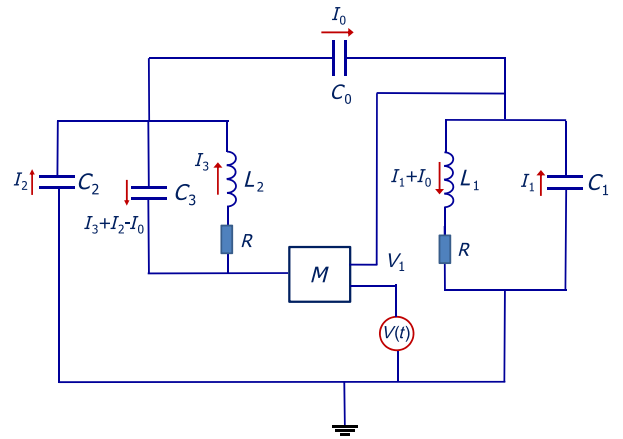 I₀
C₀
I₃
I₂
C₂
C₃
L₂
I₁+I₀
L₁
I₁
C₁
I₃+I₂-I₀
R
R
M
V₁
V(t)